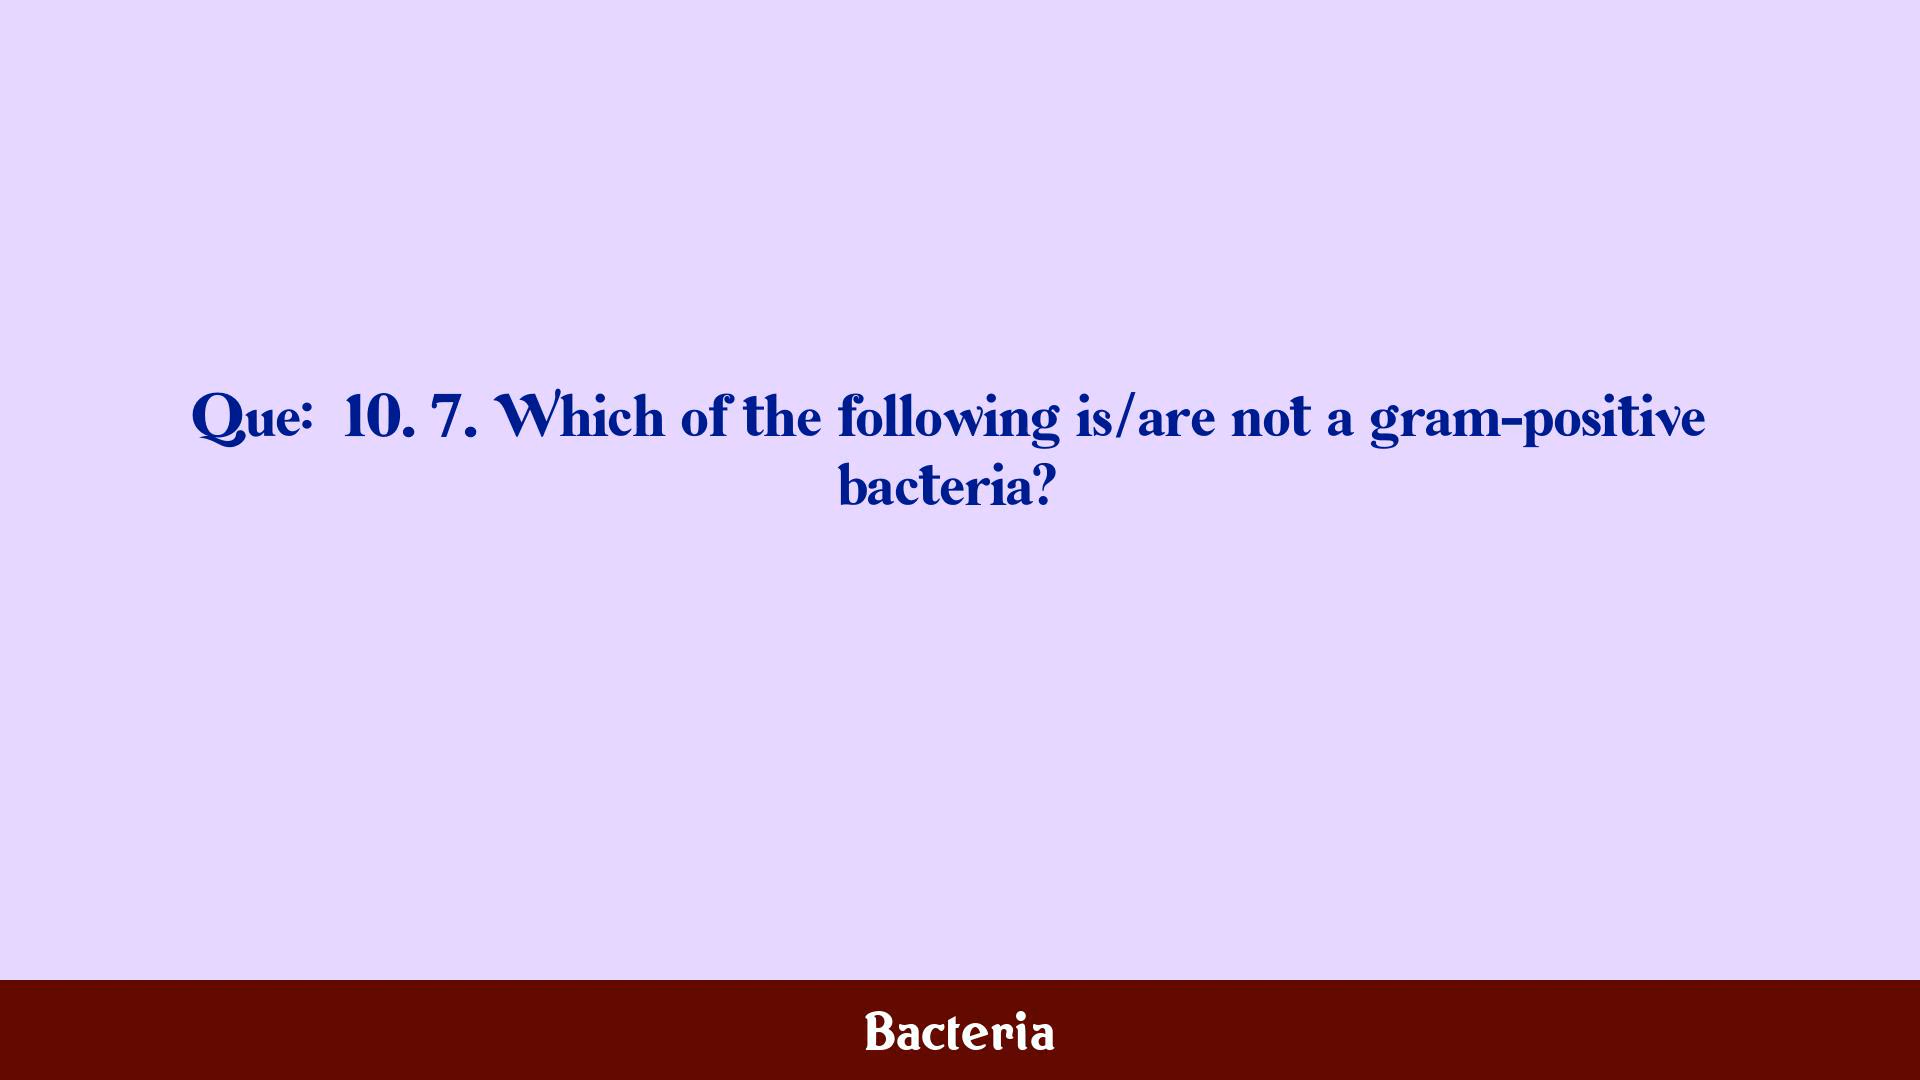 Que:  10. 7. Which of the following is/are not a gram-positive
bacteria?
Bacteria